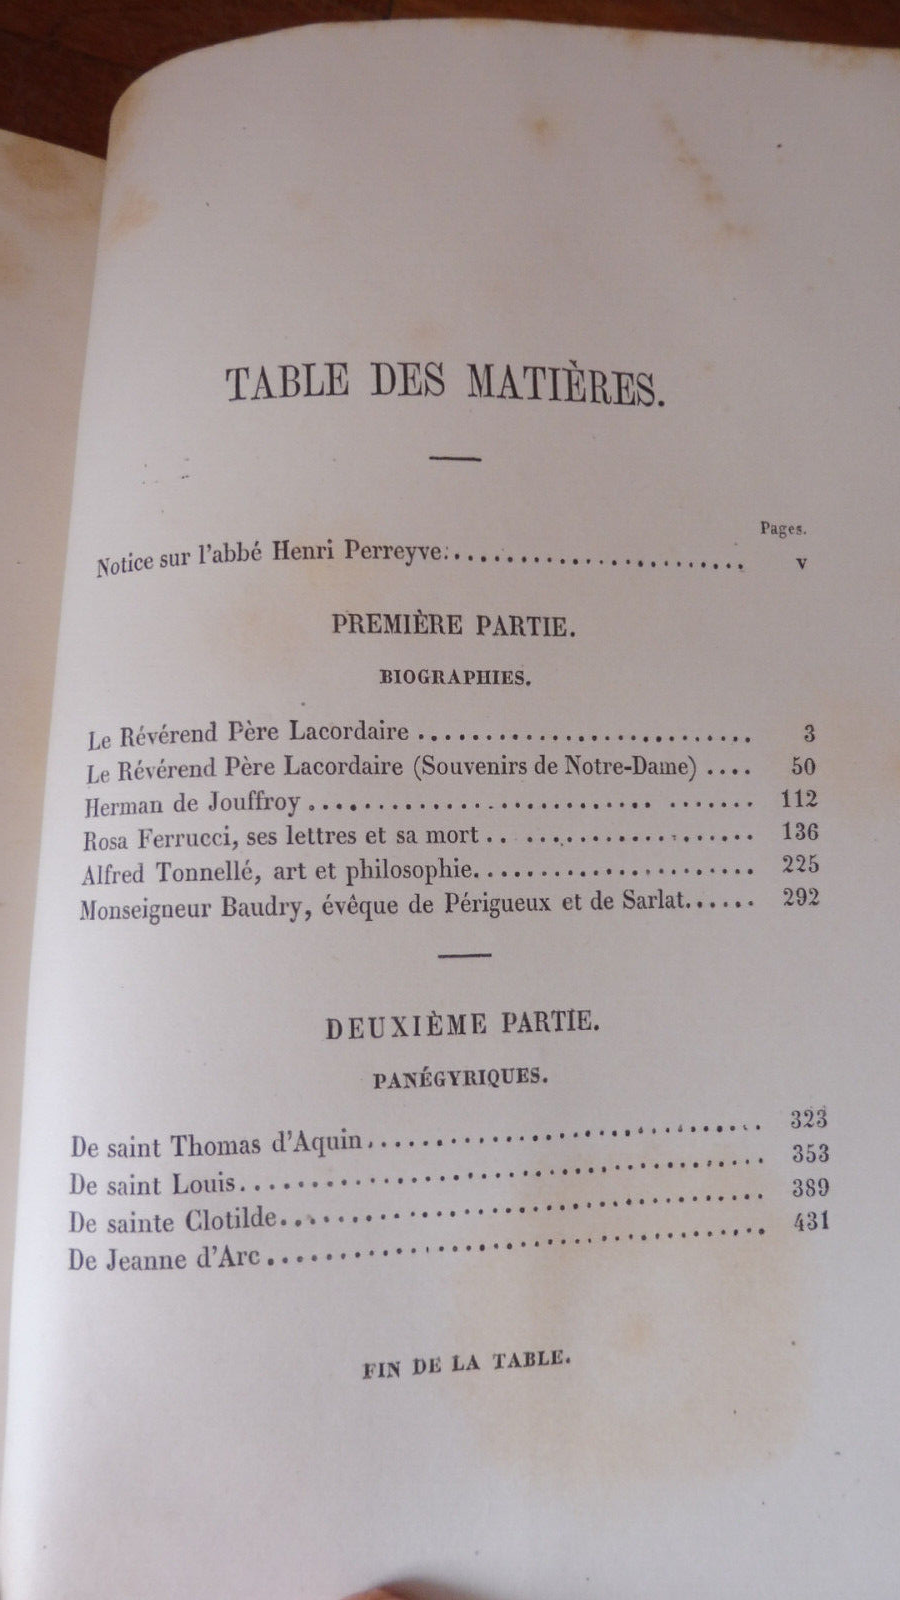 TABLE DES MATIÈRES.
Pages.
Notice sur l'abbé Henri Perreyve........................ v
PREMIÈRE PARTIE.
BIOGRAPHIES.
Le Révérend Père Lacordaire ......................... 3
Le Révérend Père Lacordaire (Souvenirs de Notre-Dame) .... 50
Herman de Jouffroy ................................ 112
Rosa Ferrucci, ses lettres et sa mort .................... 136
Alfred Tonnellé, art et philosophie..................... 225
Monseigneur Baudry, évêque de Périgueux et de Sarlat...... 292
DEUXIÈME PARTIE.
PANÉGYRIQUES.
De saint Thomas d'Aquin............................. 323
De saint Louis...................................... 353
De sainte Clotilde.................................. 389
De Jeanne d'Arc .................................... 431
FIN DE LA TABLE.